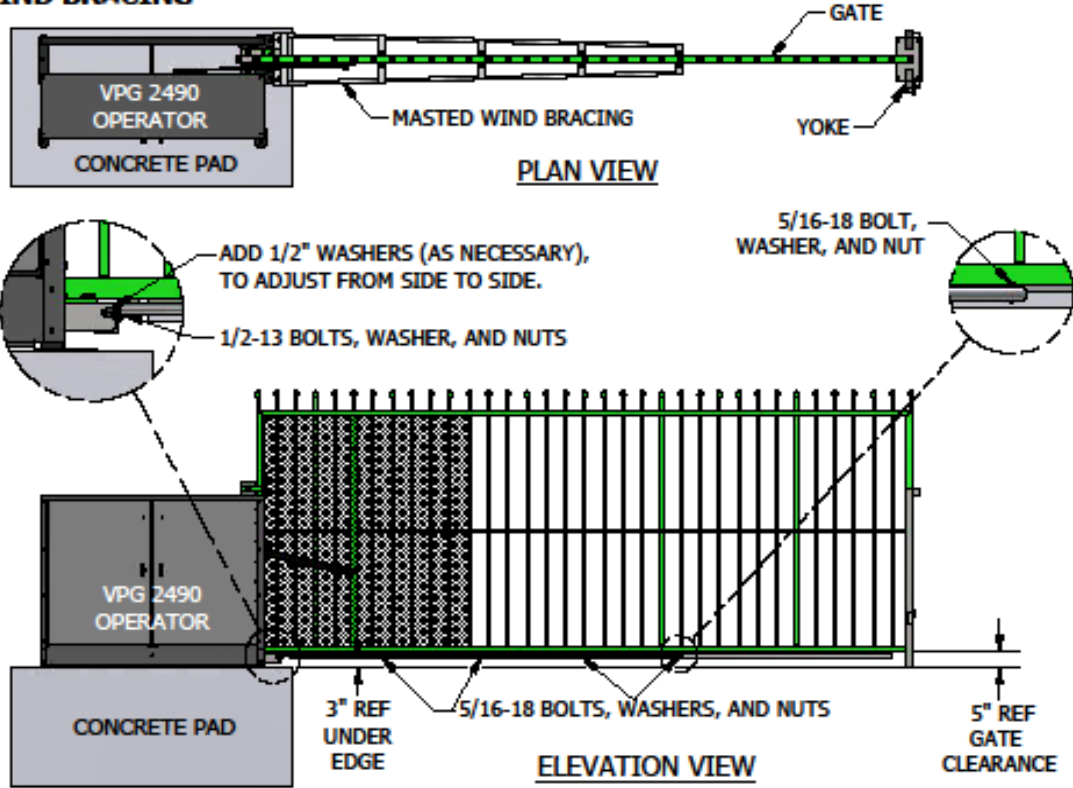 IND BRACING
GATE
VPG 2490
OPERATOR
MASTED WIND BRACING
YOKE
CONCRETE PAD
PLAN VIEW
ADD 1/2" WASHERS (AS NECESSARY),
TO ADJUST FROM SIDE TO SIDE.
5/16-18 BOLT,
WASHER, AND NUT
1/2-13 BOLTS, WASHER, AND NUTS
VPG 2490
OPERATOR
CONCRETE PAD
3" REF
UNDER
EDGE
5/16-18 BOLTS, WASHERS, AND NUTS
5" REF
GATE
CLEARANCE
ELEVATION VIEW